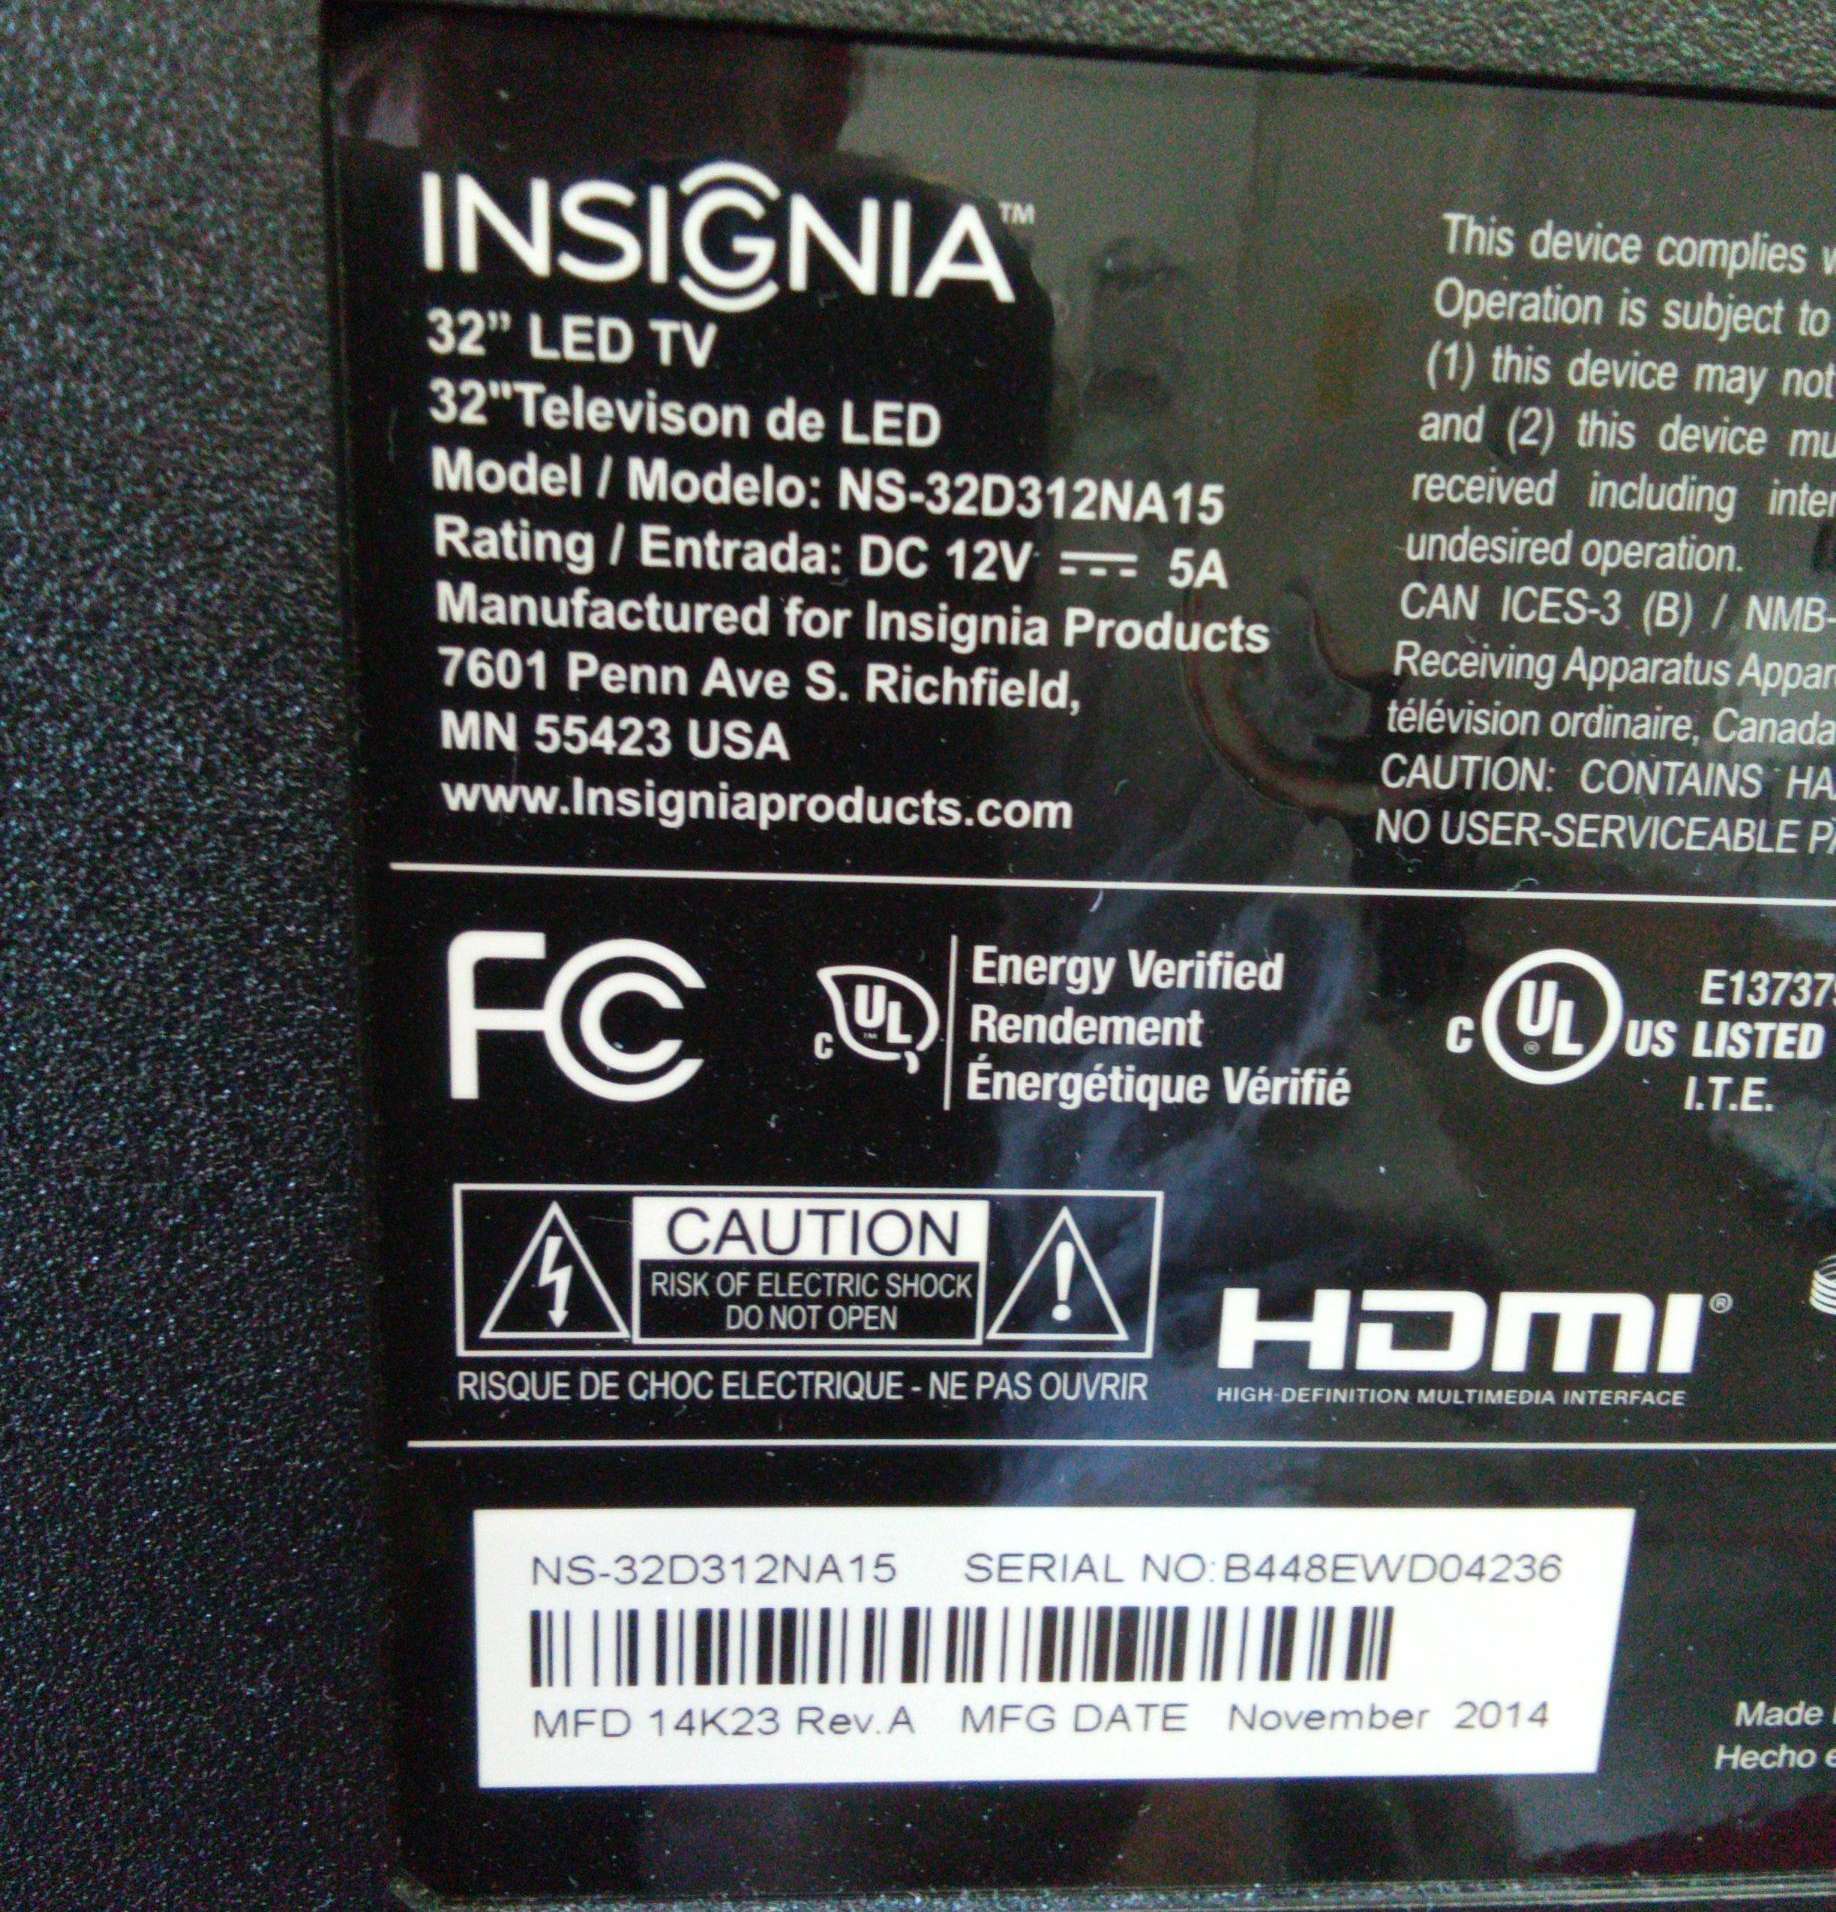 INSIGNIA™
32” LED TV
32"Televison de LED
Model / Modelo: NS-32D312NA15
Rating / Entrada: DC 12V 5A
Manufactured for Insignia Products
7601 Penn Ave S. Richfield,
MN 55423 USA
www.Insigniaproducts.com
This device complies
Operation is subject to
(1) this device may not
and (2) this device
received including
undesired operation.
CAN ICES-3 (B) / NMB-
Receiving Apparatus
télévision ordinaire, Canada
CAUTION: CONTAINS
NO USER-SERVICEABLE
FC
C UL™
Energy Verified
Rendement
Énergétique Vérifié
C UL® US LISTED
I.T.E.
CAUTION
RISK OF ELECTRIC SHOCK
DO NOT OPEN
RISQUE DE CHOC ELECTRIQUE - NE PAS OUVRIR
HDMI®
HIGH-DEFINITION MULTIMEDIA INTERFACE
NS-32D312NA15 SERIAL NO:B448EWD04236
MFD 14K23 Rev.A MFG DATE November 2014
Made
Hecho